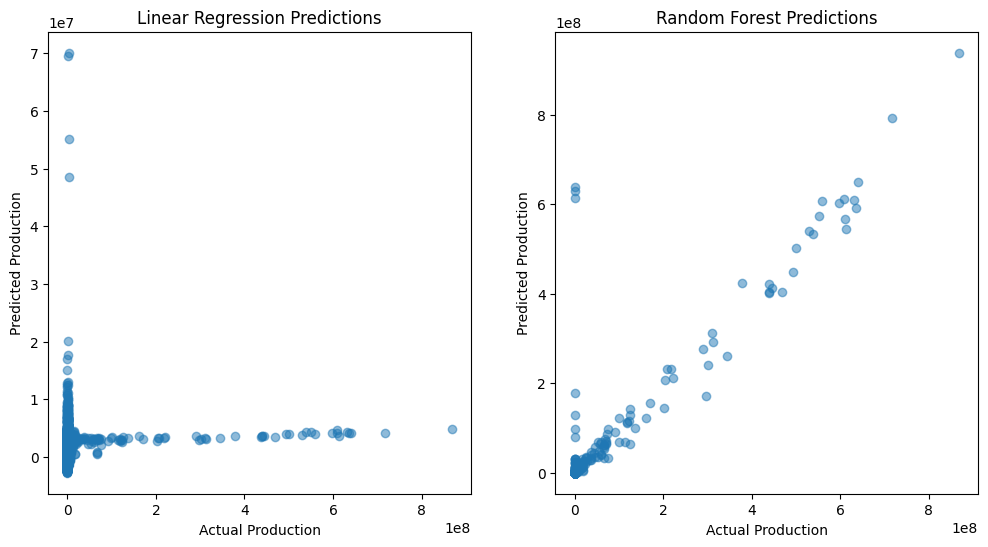 Linear Regression Predictions
1e7
7
6
5
4
3
2
1
0
Predicted Production
0
2
4
6
8
1e8
Actual Production
Random Forest Predictions
1e8
8
6
4
2
0
Predicted Production
0
2
4
6
8
1e8
Actual Production